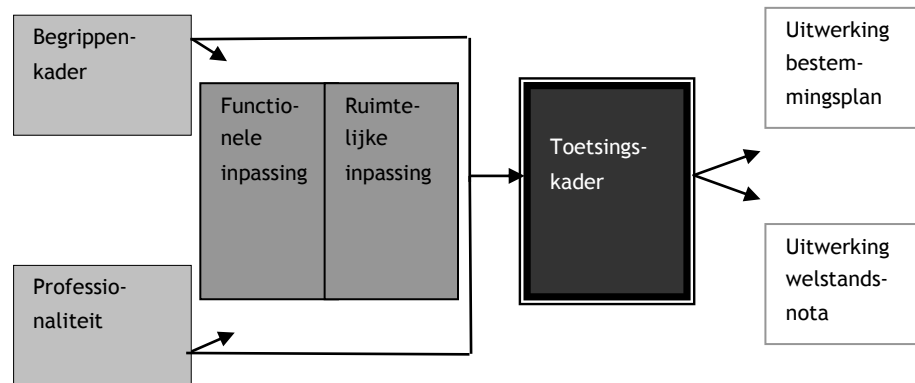 Begrippen-
kader
Functio-
nele
inpassing
Ruimte-
lijke
inpassing
Professio-
naliteit
Toetsings-
kader
Uitwerking
bestem-
mingsplan
Uitwerking
welstands-
nota